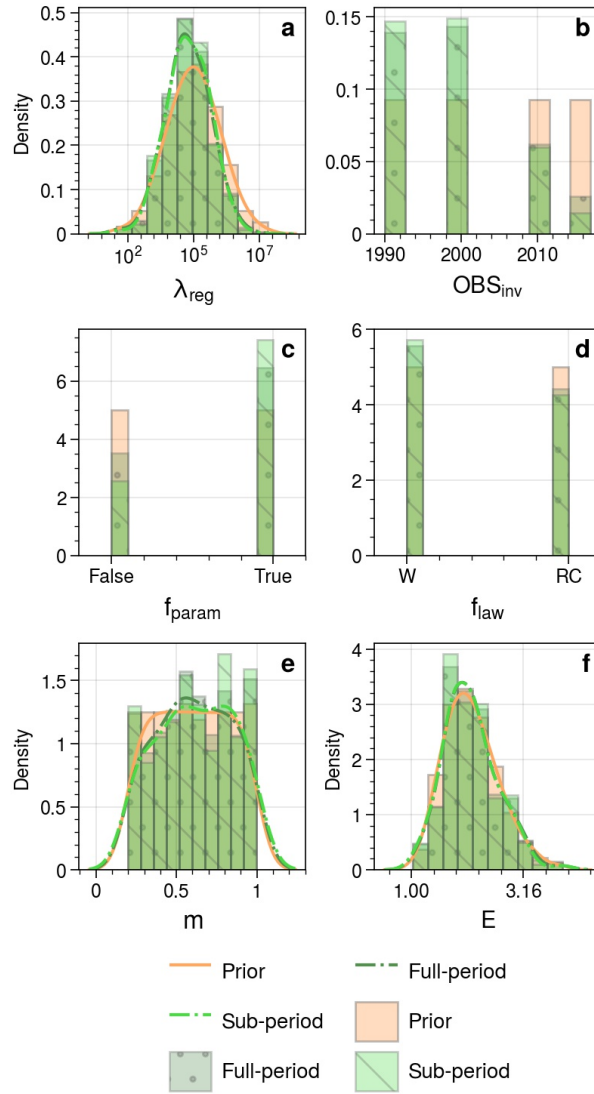 0.5 a
0.4
0.3
0.2
0.1
0
Density
10² 10⁵ 10⁷
λreg
0.15 b
0.1
0.05
0
1990 2000 2010
OBSinv
c
6
4
2
0
False True
fparam
6 d
4
2
0
W RC
flaw
e
1.5
1
0.5
0
Density
0 0.5 1
m
4 f
3
2
1
0
Density
1.00 3.16
E
Prior Full-period
Sub-period Prior
Full-period Sub-period